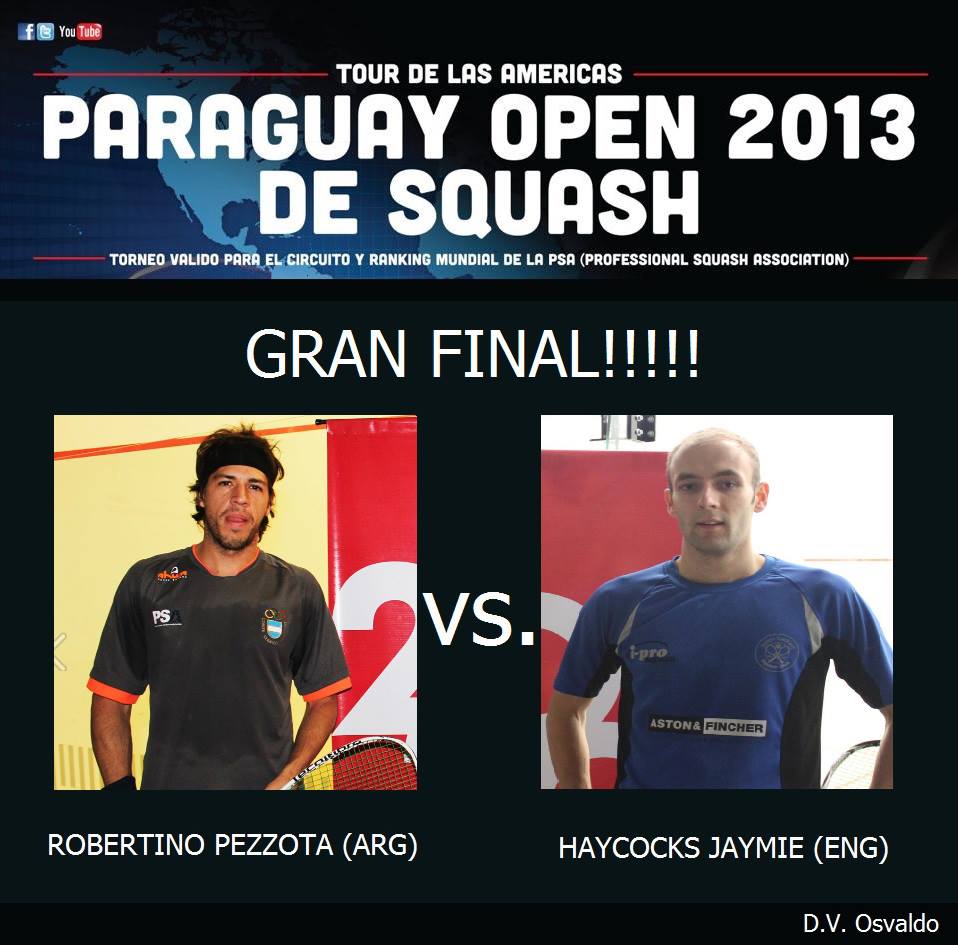 f t You Tube
TOUR DE LAS AMERICAS
PARAGUAY OPEN 2013
DE SQUASH
TORNEO VALIDO PARA EL CIRCUITO Y RANKING MUNDIAL DE LA PSA (PROFESSIONAL SQUASH ASSOCIATION)
GRAN FINAL!!!!!
PSA
2
VS.
i-pro
ASTON & FINCHER
ROBERTINO PEZZOTA (ARG)
HAYCOCKS JAYMIE (ENG)
D.V. Osvaldo